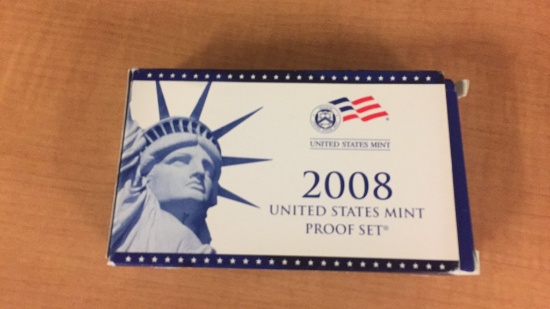 UNITED STATES MINT
2008
UNITED STATES MINT
PROOF SET®